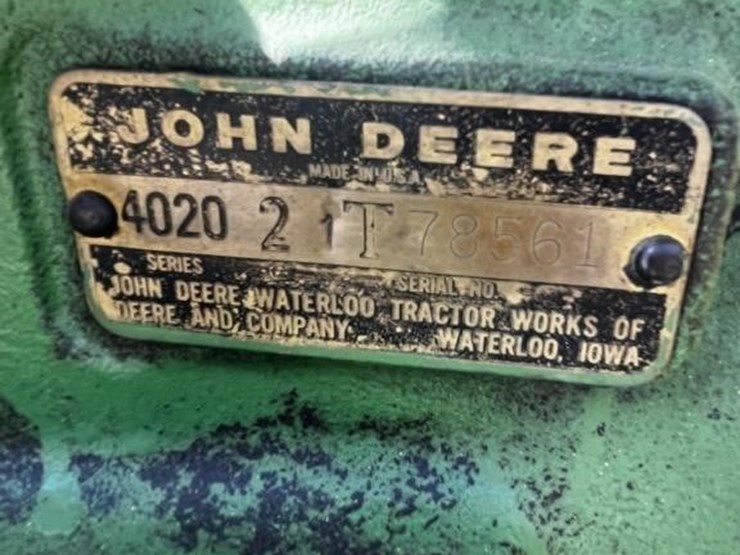 JOHN DEERE
MADE IN U.S.A.
4020 2 1T 78561
SERIES SERIAL NO.
JOHN DEERE WATERLOO TRACTOR WORKS OF
DEERE AND COMPANY WATERLOO, IOWA